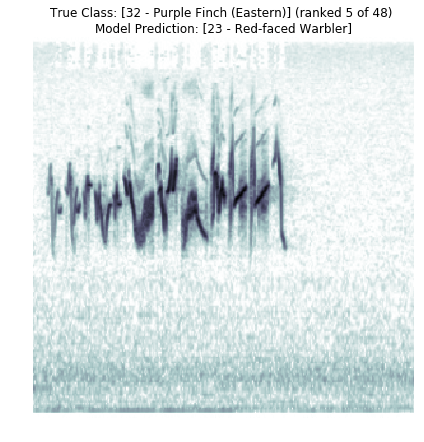 True Class: [32 - Purple Finch (Eastern)] (ranked 5 of 48)
Model Prediction: [23 - Red-faced Warbler]